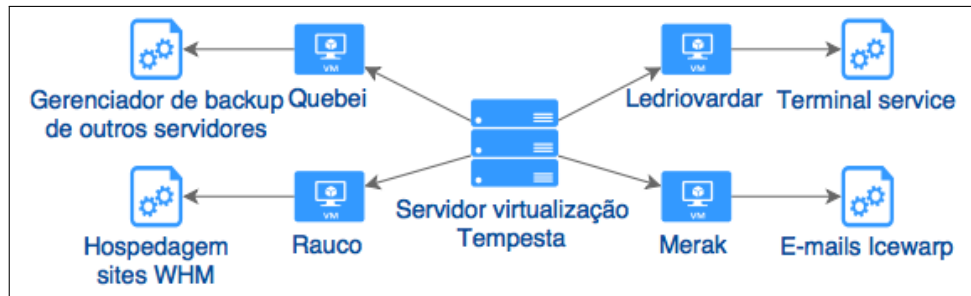 VM
Quebei
Gerenciador de backup
de outros servidores
VM
Ledriovardar
Terminal service
VM
Rauco
Hospedagem
sites WHM
Servidor virtualização
Tempesta
VM
Merak
E-mails Icewarp